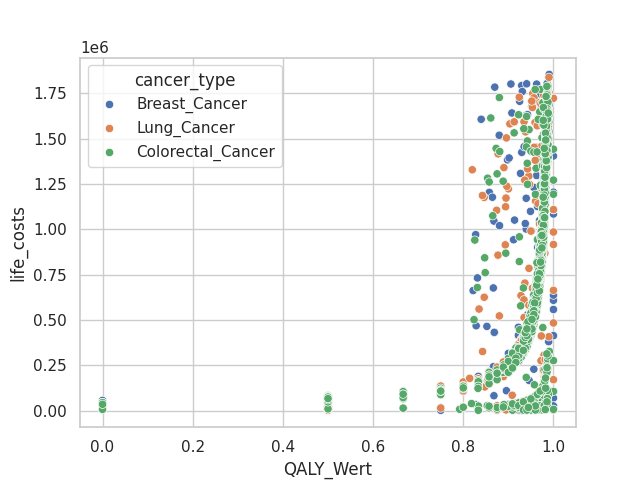 1e6
cancer_type
Breast_Cancer
Lung_Cancer
Colorectal_Cancer
1.75
1.50
1.25
1.00
0.75
0.50
0.25
0.00
life_costs
0.0 0.2 0.4 0.6 0.8 1.0
QALY_Wert